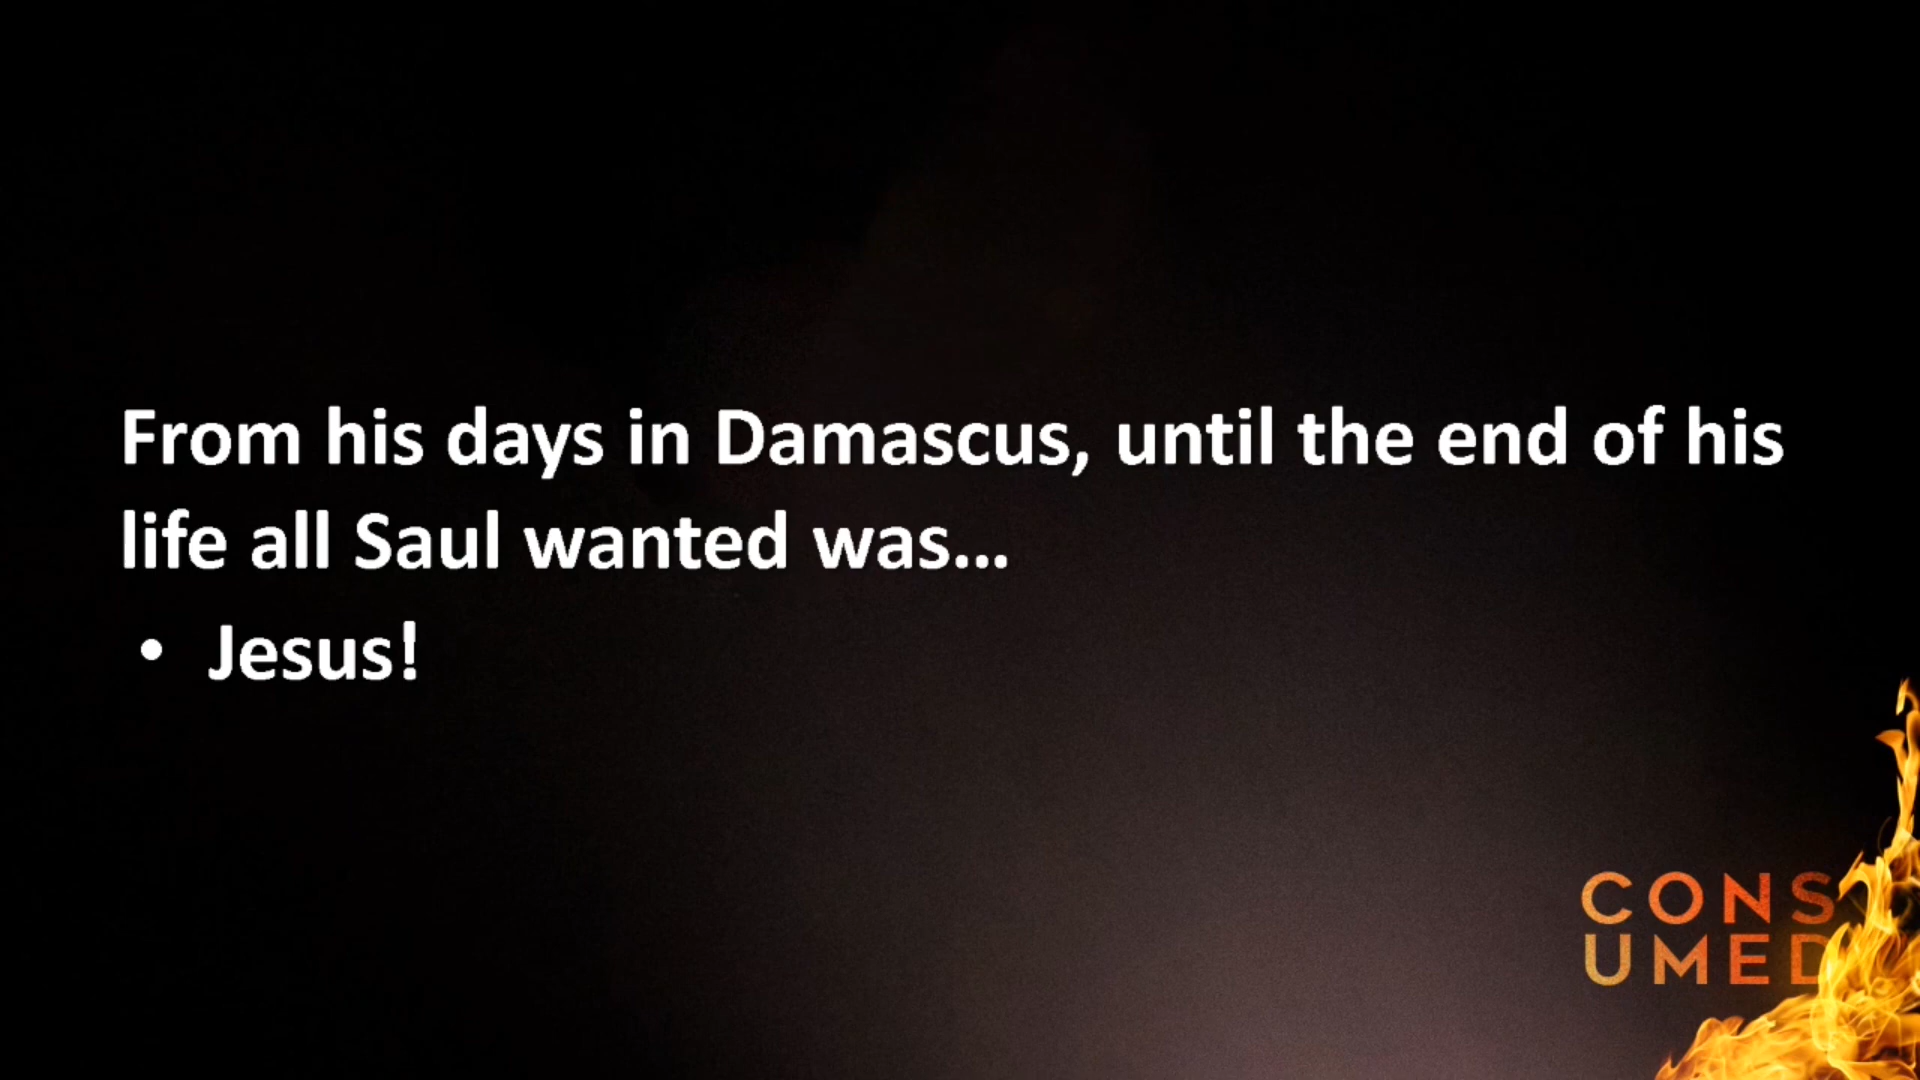 From his days in Damascus, until the end of his
life all Saul wanted was...
• Jesus!
CONS
UMED